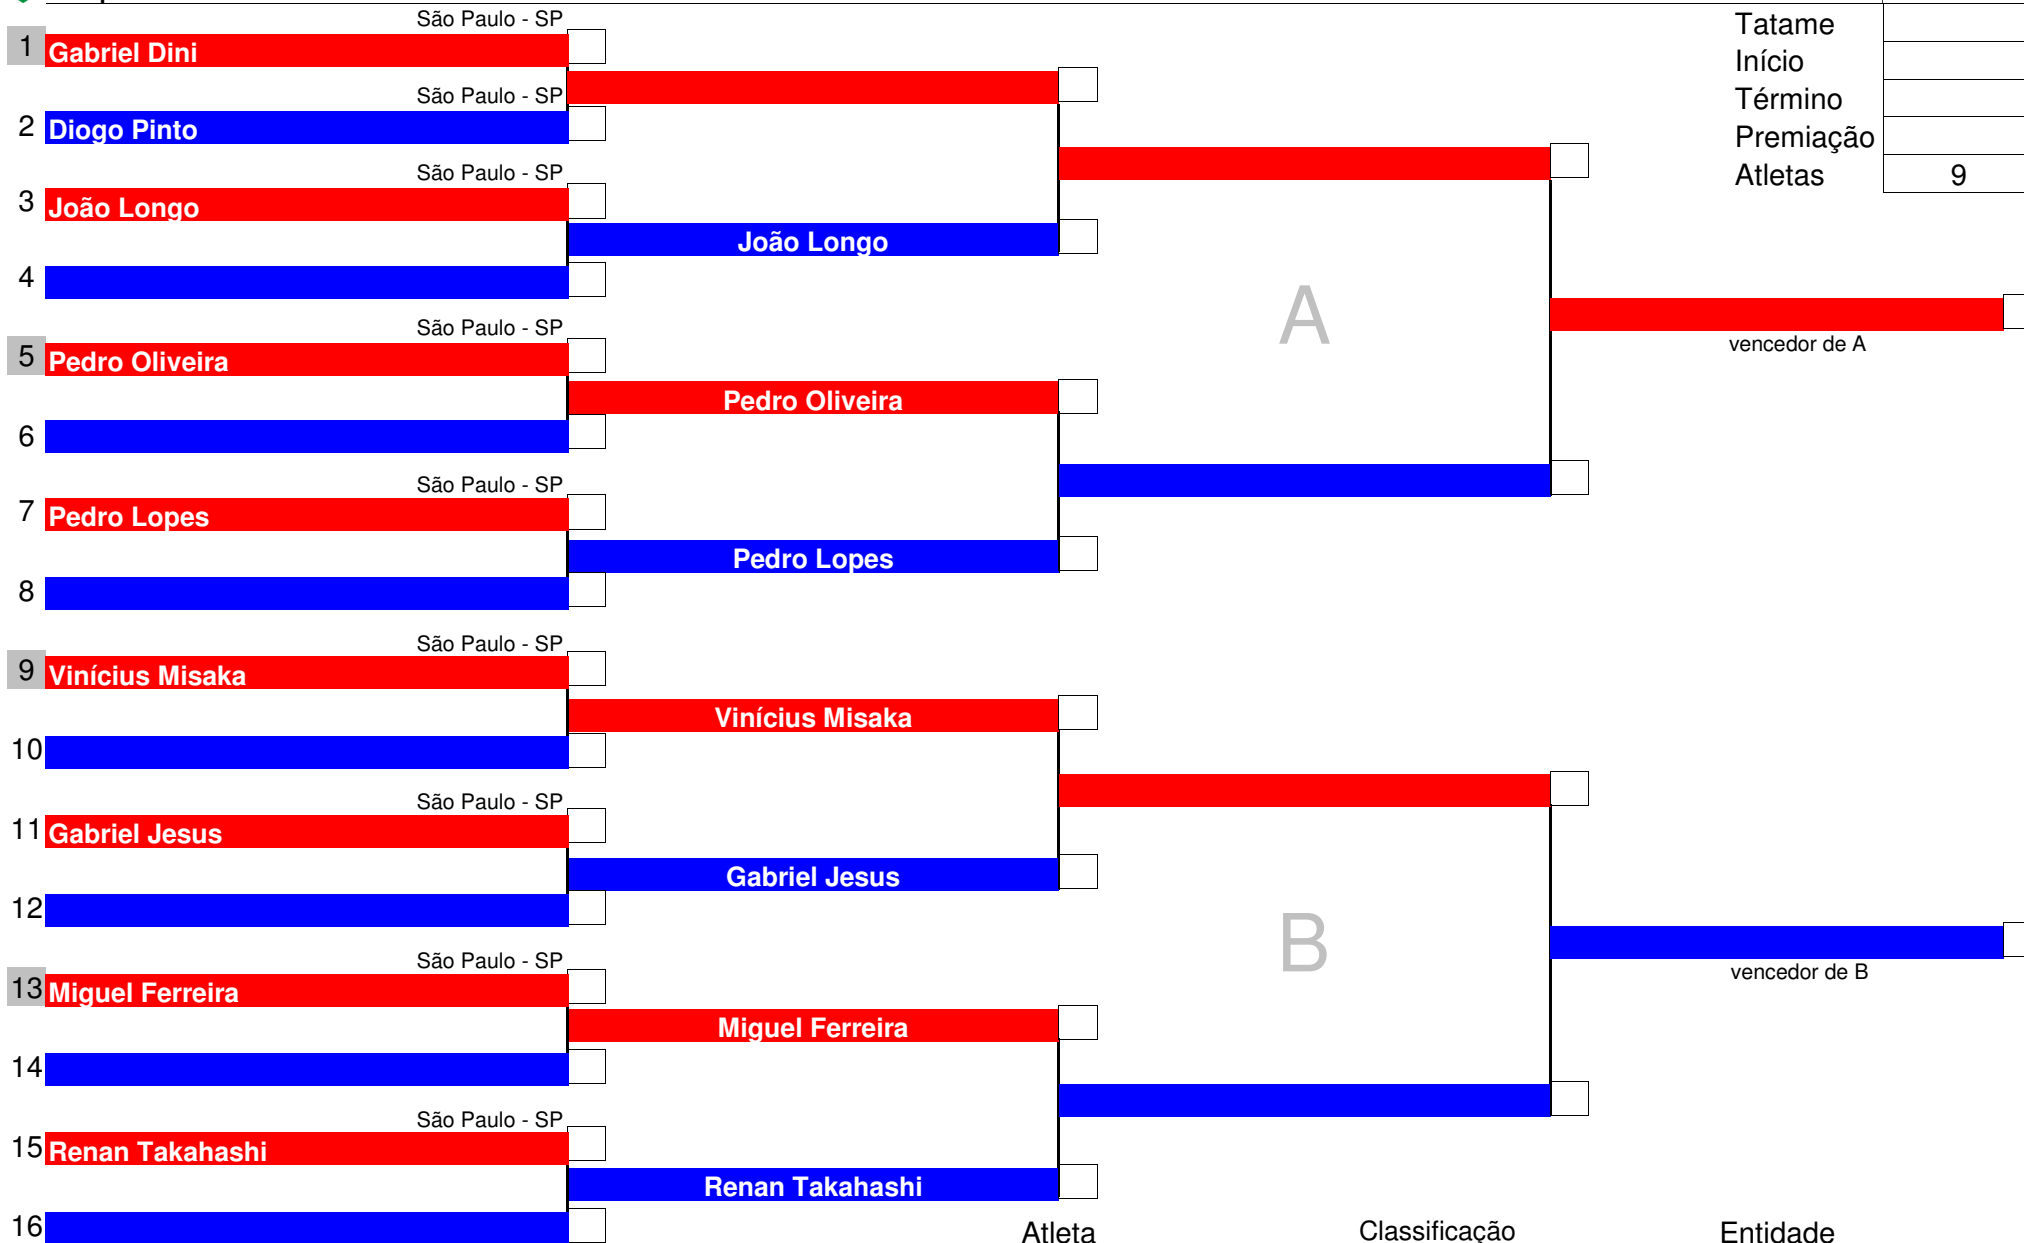 São Paulo - SP
1 Gabriel Dini
São Paulo - SP
2 Diogo Pinto
São Paulo - SP
3 João Longo
João Longo
4
São Paulo - SP
5 Pedro Oliveira
Pedro Oliveira
6
São Paulo - SP
7 Pedro Lopes
Pedro Lopes
8
São Paulo - SP
9 Vinícius Misaka
Vinícius Misaka
10
São Paulo - SP
11 Gabriel Jesus
Gabriel Jesus
12
São Paulo - SP
13 Miguel Ferreira
Miguel Ferreira
14
São Paulo - SP
15 Renan Takahashi
Renan Takahashi
16
A
B
vencedor de A
vencedor de B
Tatame
Início
Término
Premiação
Atletas 9
Atleta Classificação Entidade